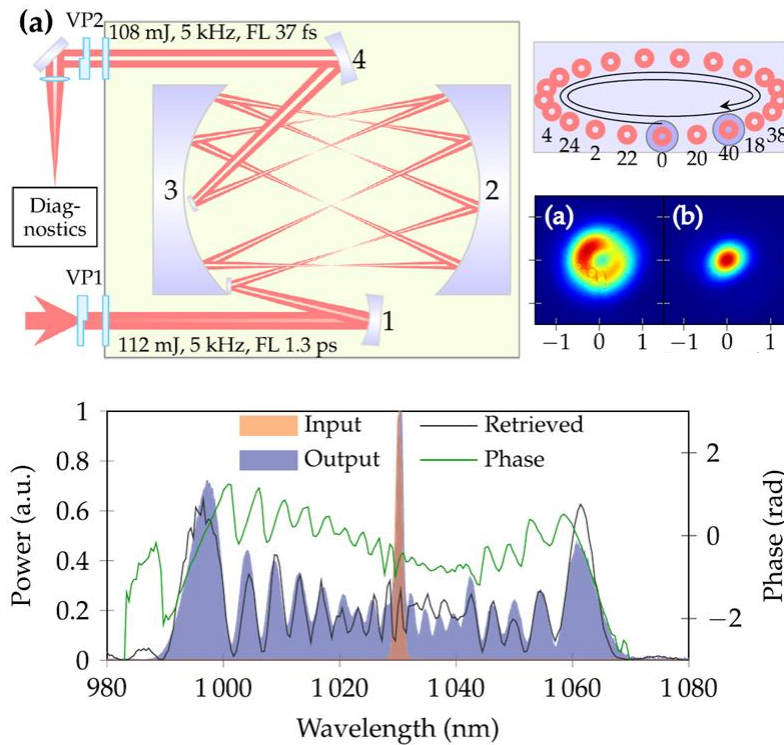 (a)
VP2
108 mJ, 5 kHz, FL 37 fs
4
3
2
Diag-
nostics
VP1
1
112 mJ, 5 kHz, FL 1.3 ps
4
24
2
22
0
20
40
18
38
(a)
(b)
−1 0 1 −1 0 1
Input
Output
Retrieved
Phase
Power (a.u.)
1
0.8
0.6
0.4
0.2
0
2
0
−2
Phase (rad)
980 1 000 1 020 1 040 1 060 1 080
Wavelength (nm)